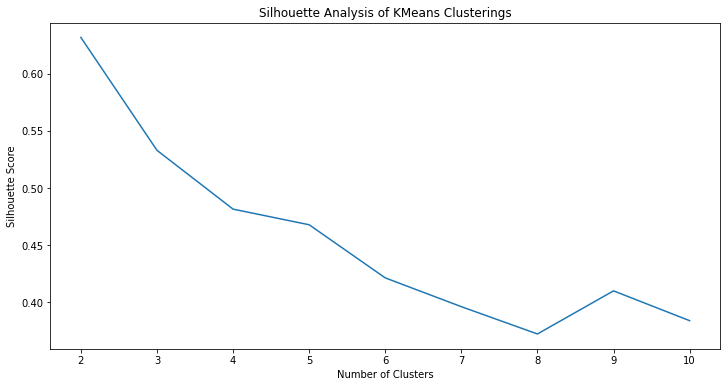 Silhouette Analysis of KMeans Clusterings
0.60
0.55
0.50
0.45
0.40
Silhouette Score
2 3 4 5 6 7 8 9 10
Number of Clusters